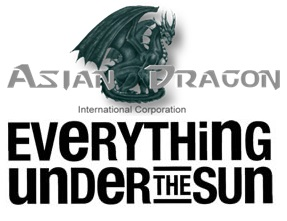 ASIAN DRAGON
International Corporation
EVERYTHiNG
UNDER THE SUN